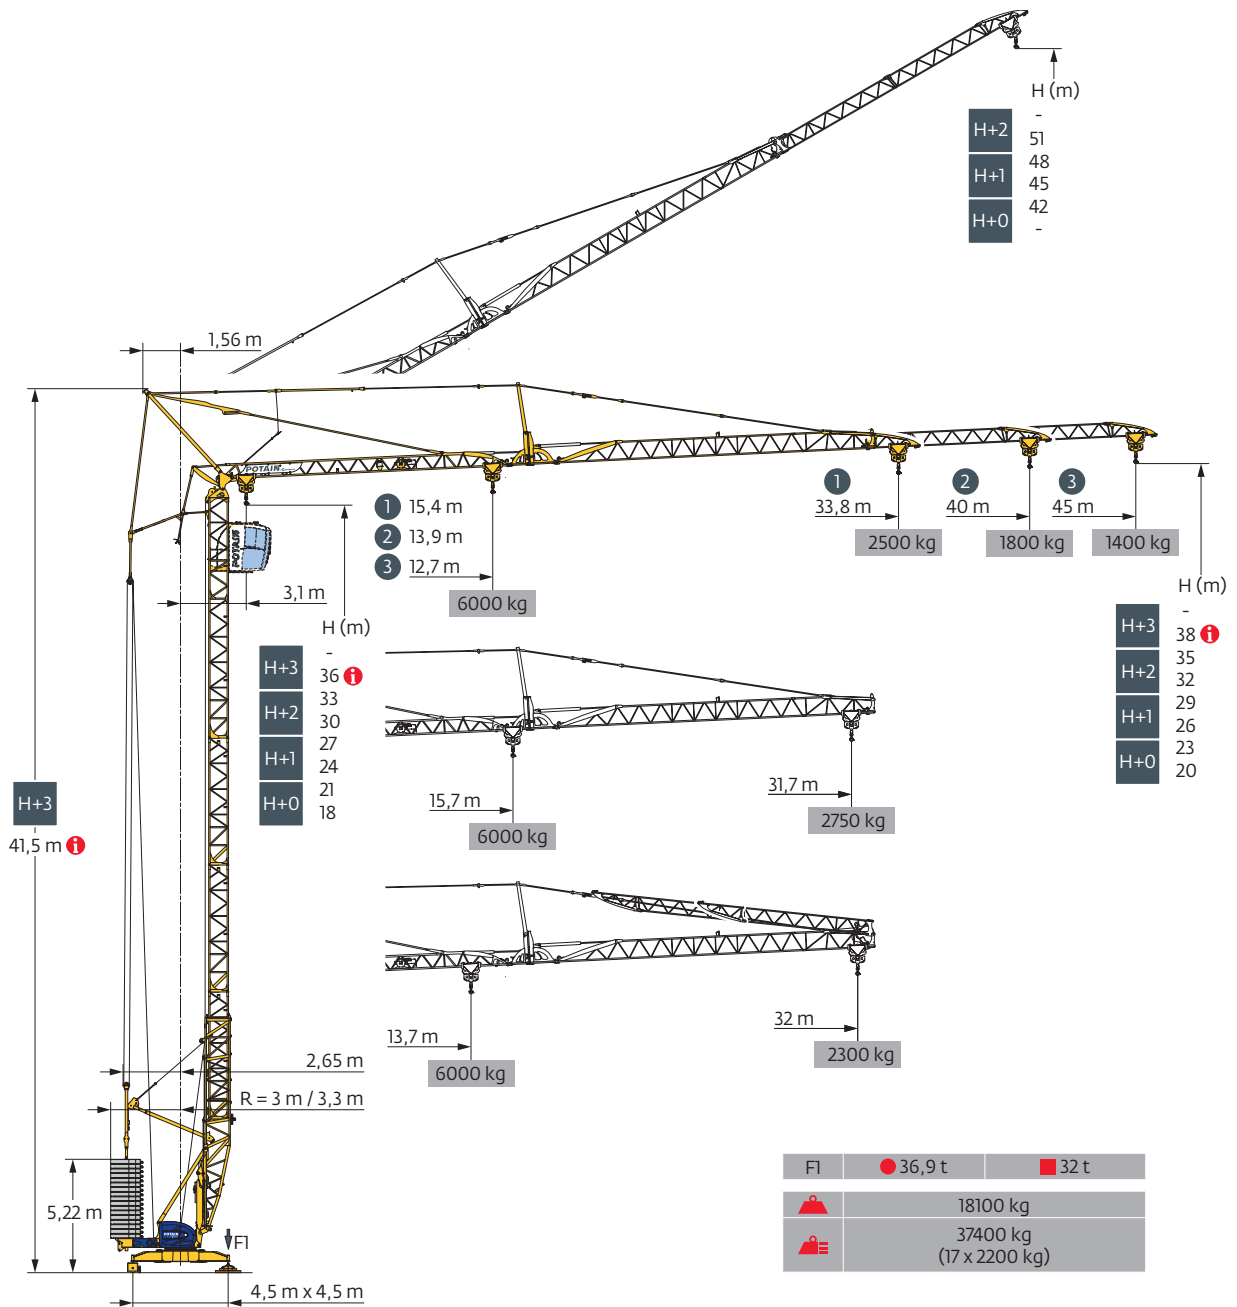 H (m)
H+2
H+1
H+0
-
51
48
45
42
-
1,56 m
POTAIN
POTAIN
1 15,4 m
2 13,9 m
3 12,7 m
6000 kg
1
33,8 m
2500 kg
2
40 m
1800 kg
3
45 m
1400 kg
3,1 m
H (m)
H+3
H+2
H+1
H+0
-
36 i
33
30
27
24
21
18
H (m)
H+3
H+2
H+1
H+0
-
38 i
35
32
29
26
23
20
15,7 m
6000 kg
31,7 m
2750 kg
H+3
41,5 m i
13,7 m
6000 kg
32 m
2300 kg
2,65 m
R = 3 m / 3,3 m
5,22 m
POTAIN
F1
4,5 m x 4,5 m
F1 36,9 t 32 t
18100 kg
37400 kg
(17 x 2200 kg)